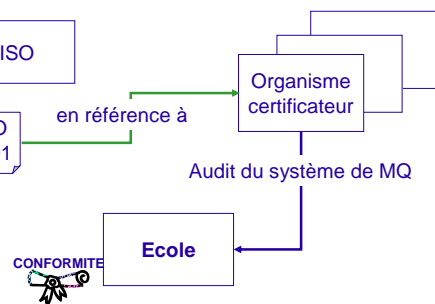 ISO
Organisme
certificateur
en référence à
Audit du système de MQ
Ecole
CONFORMITE